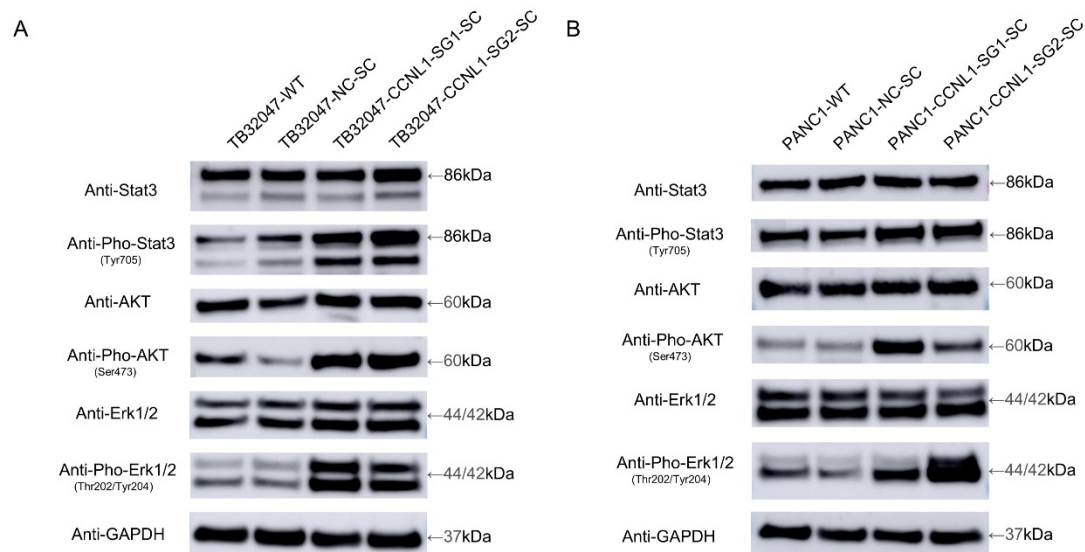 A
TB32047-WT
TB32047-NC-SC
TB32047-CCNL1-SG1-SC
TB32047-CCNL1-SG2-SC
Anti-Stat3
←86kDa
Anti-Pho-Stat3
(Tyr705)
←86kDa
Anti-AKT
←60kDa
Anti-Pho-AKT
(Ser473)
←60kDa
Anti-Erk1/2
←44/42kDa
Anti-Pho-Erk1/2
(Thr202/Tyr204)
←44/42kDa
Anti-GAPDH
←37kDa
B
PANC1-WT
PANC1-NC-SC
PANC1-CCNL1-SG1-SC
PANC1-CCNL1-SG2-SC
Anti-Stat3
←86kDa
Anti-Pho-Stat3
(Tyr705)
←86kDa
Anti-AKT
←60kDa
Anti-Pho-AKT
(Ser473)
←60kDa
Anti-Erk1/2
←44/42kDa
Anti-Pho-Erk1/2
(Thr202/Tyr204)
←44/42kDa
Anti-GAPDH
←37kDa